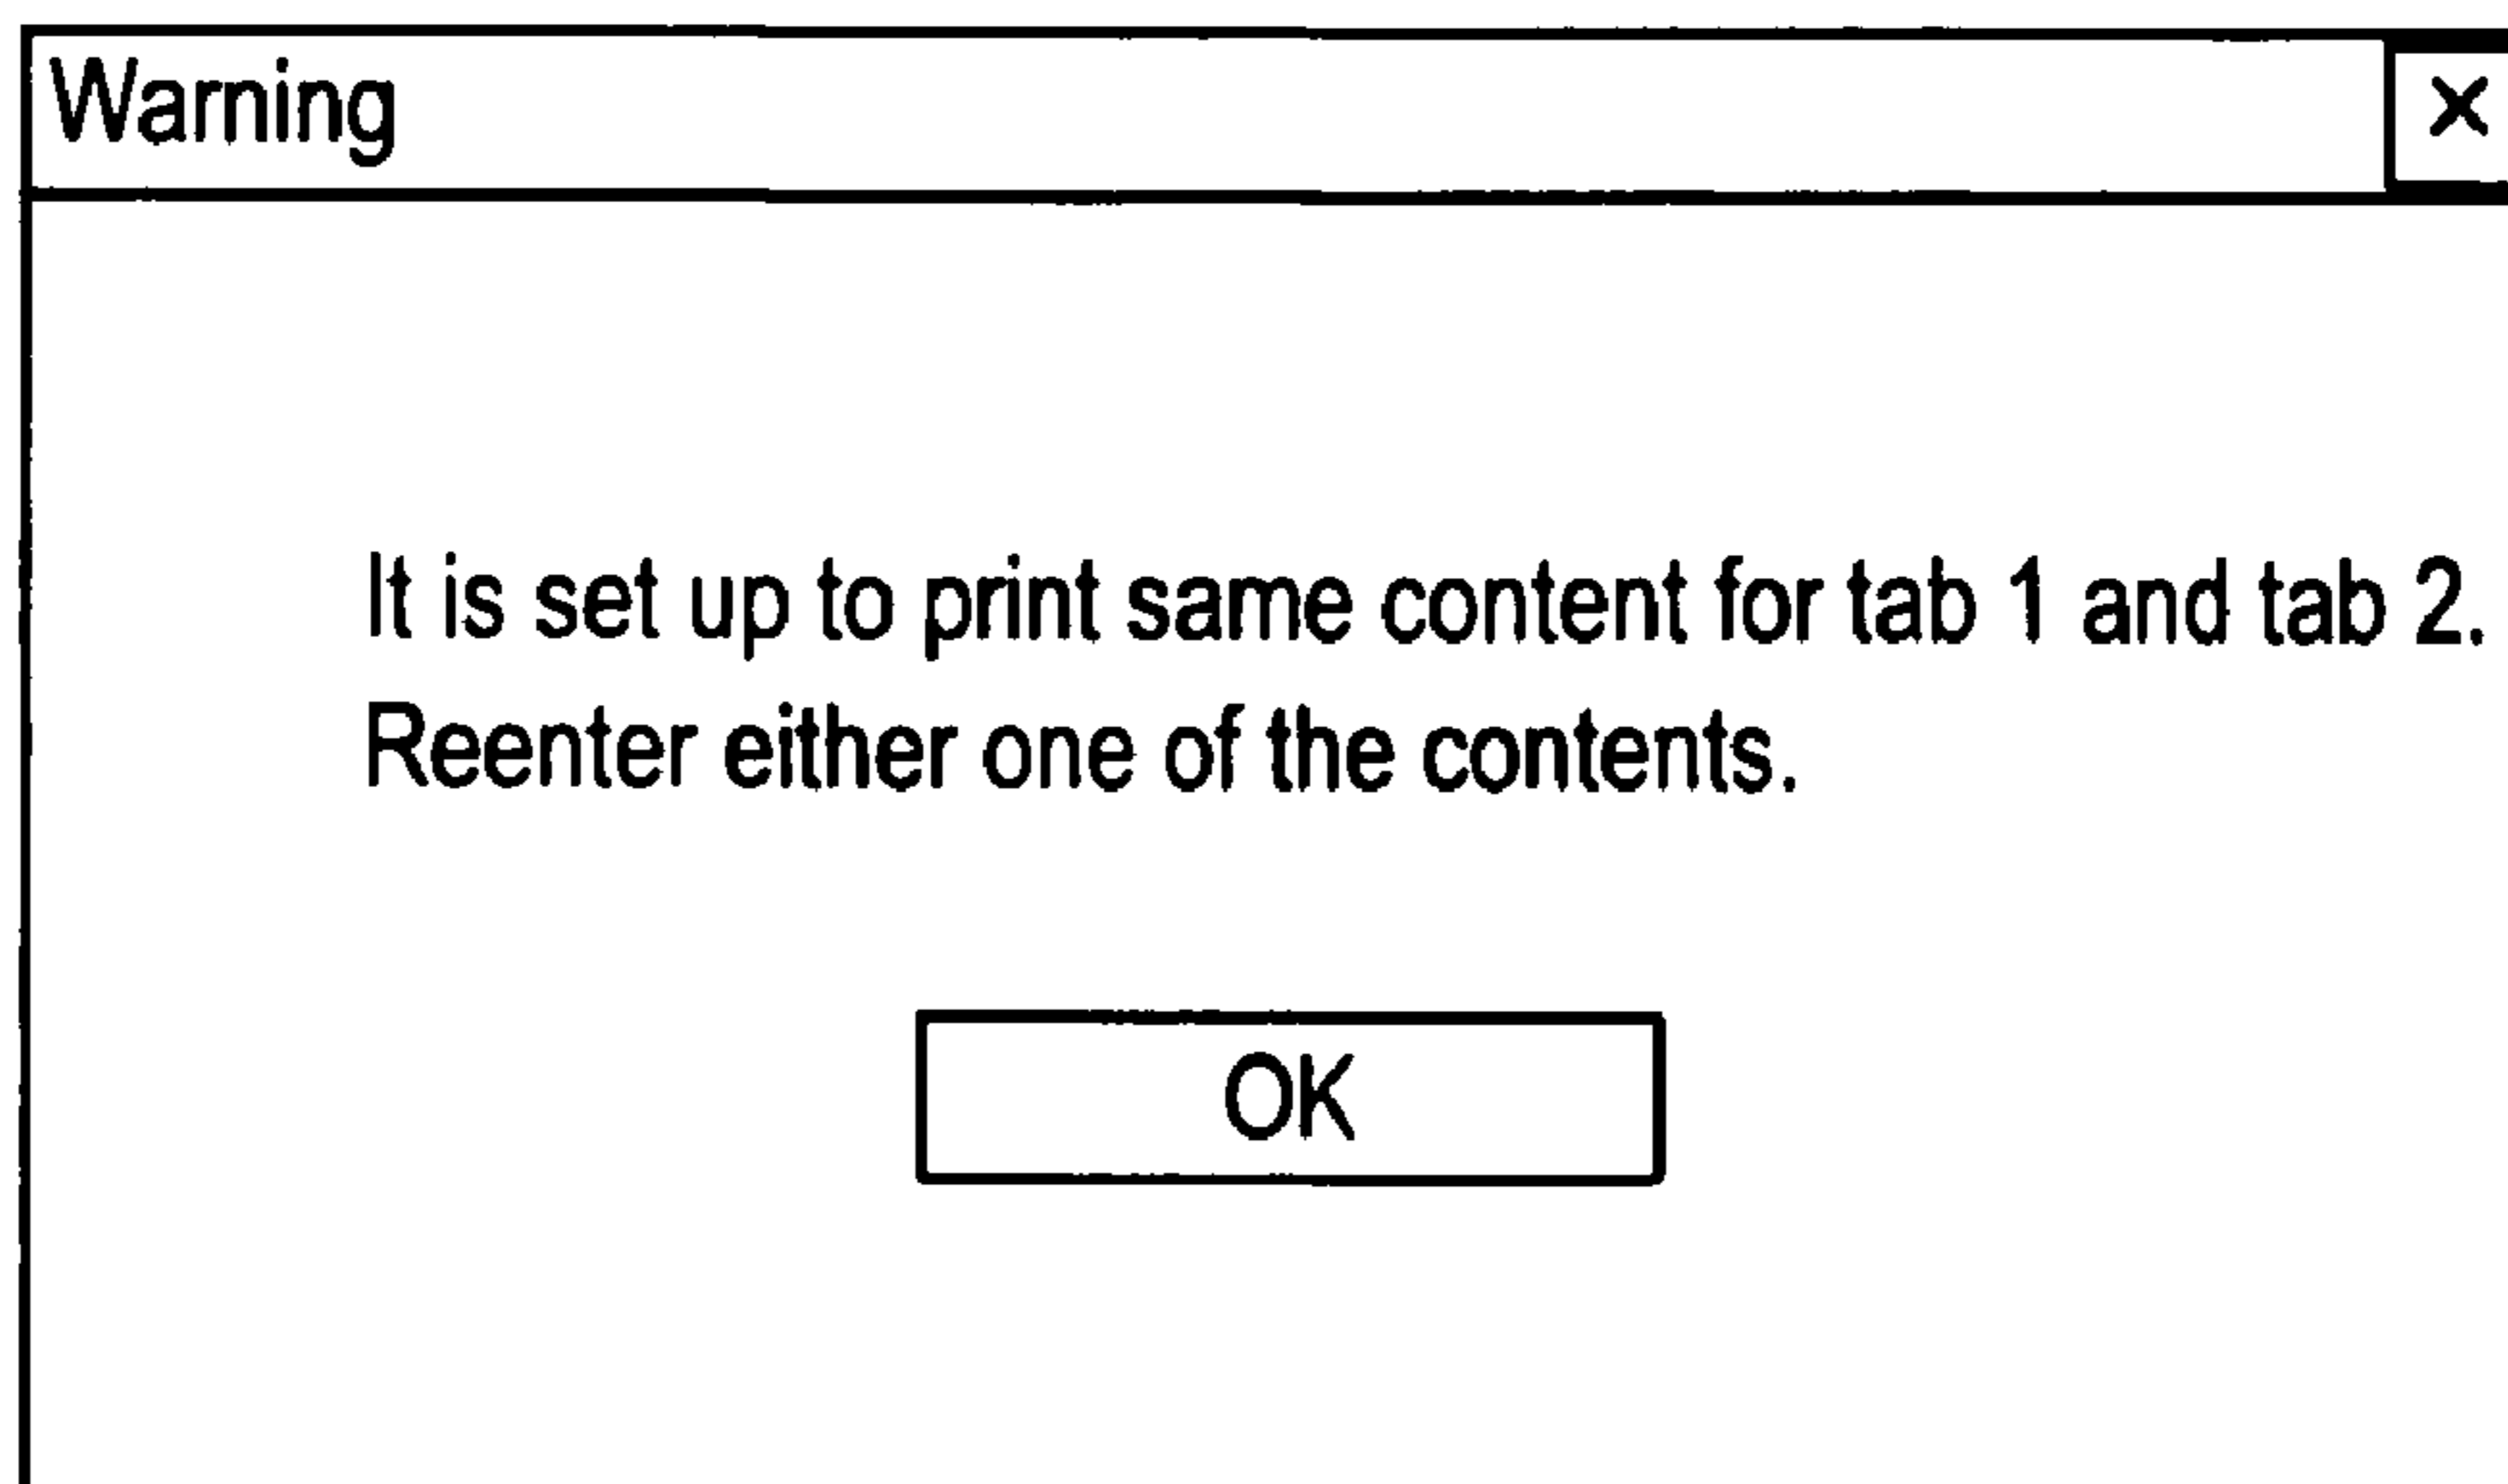 Warning
It is set up to print same content for tab 1 and tab 2.
Reenter either one of the contents.
OK